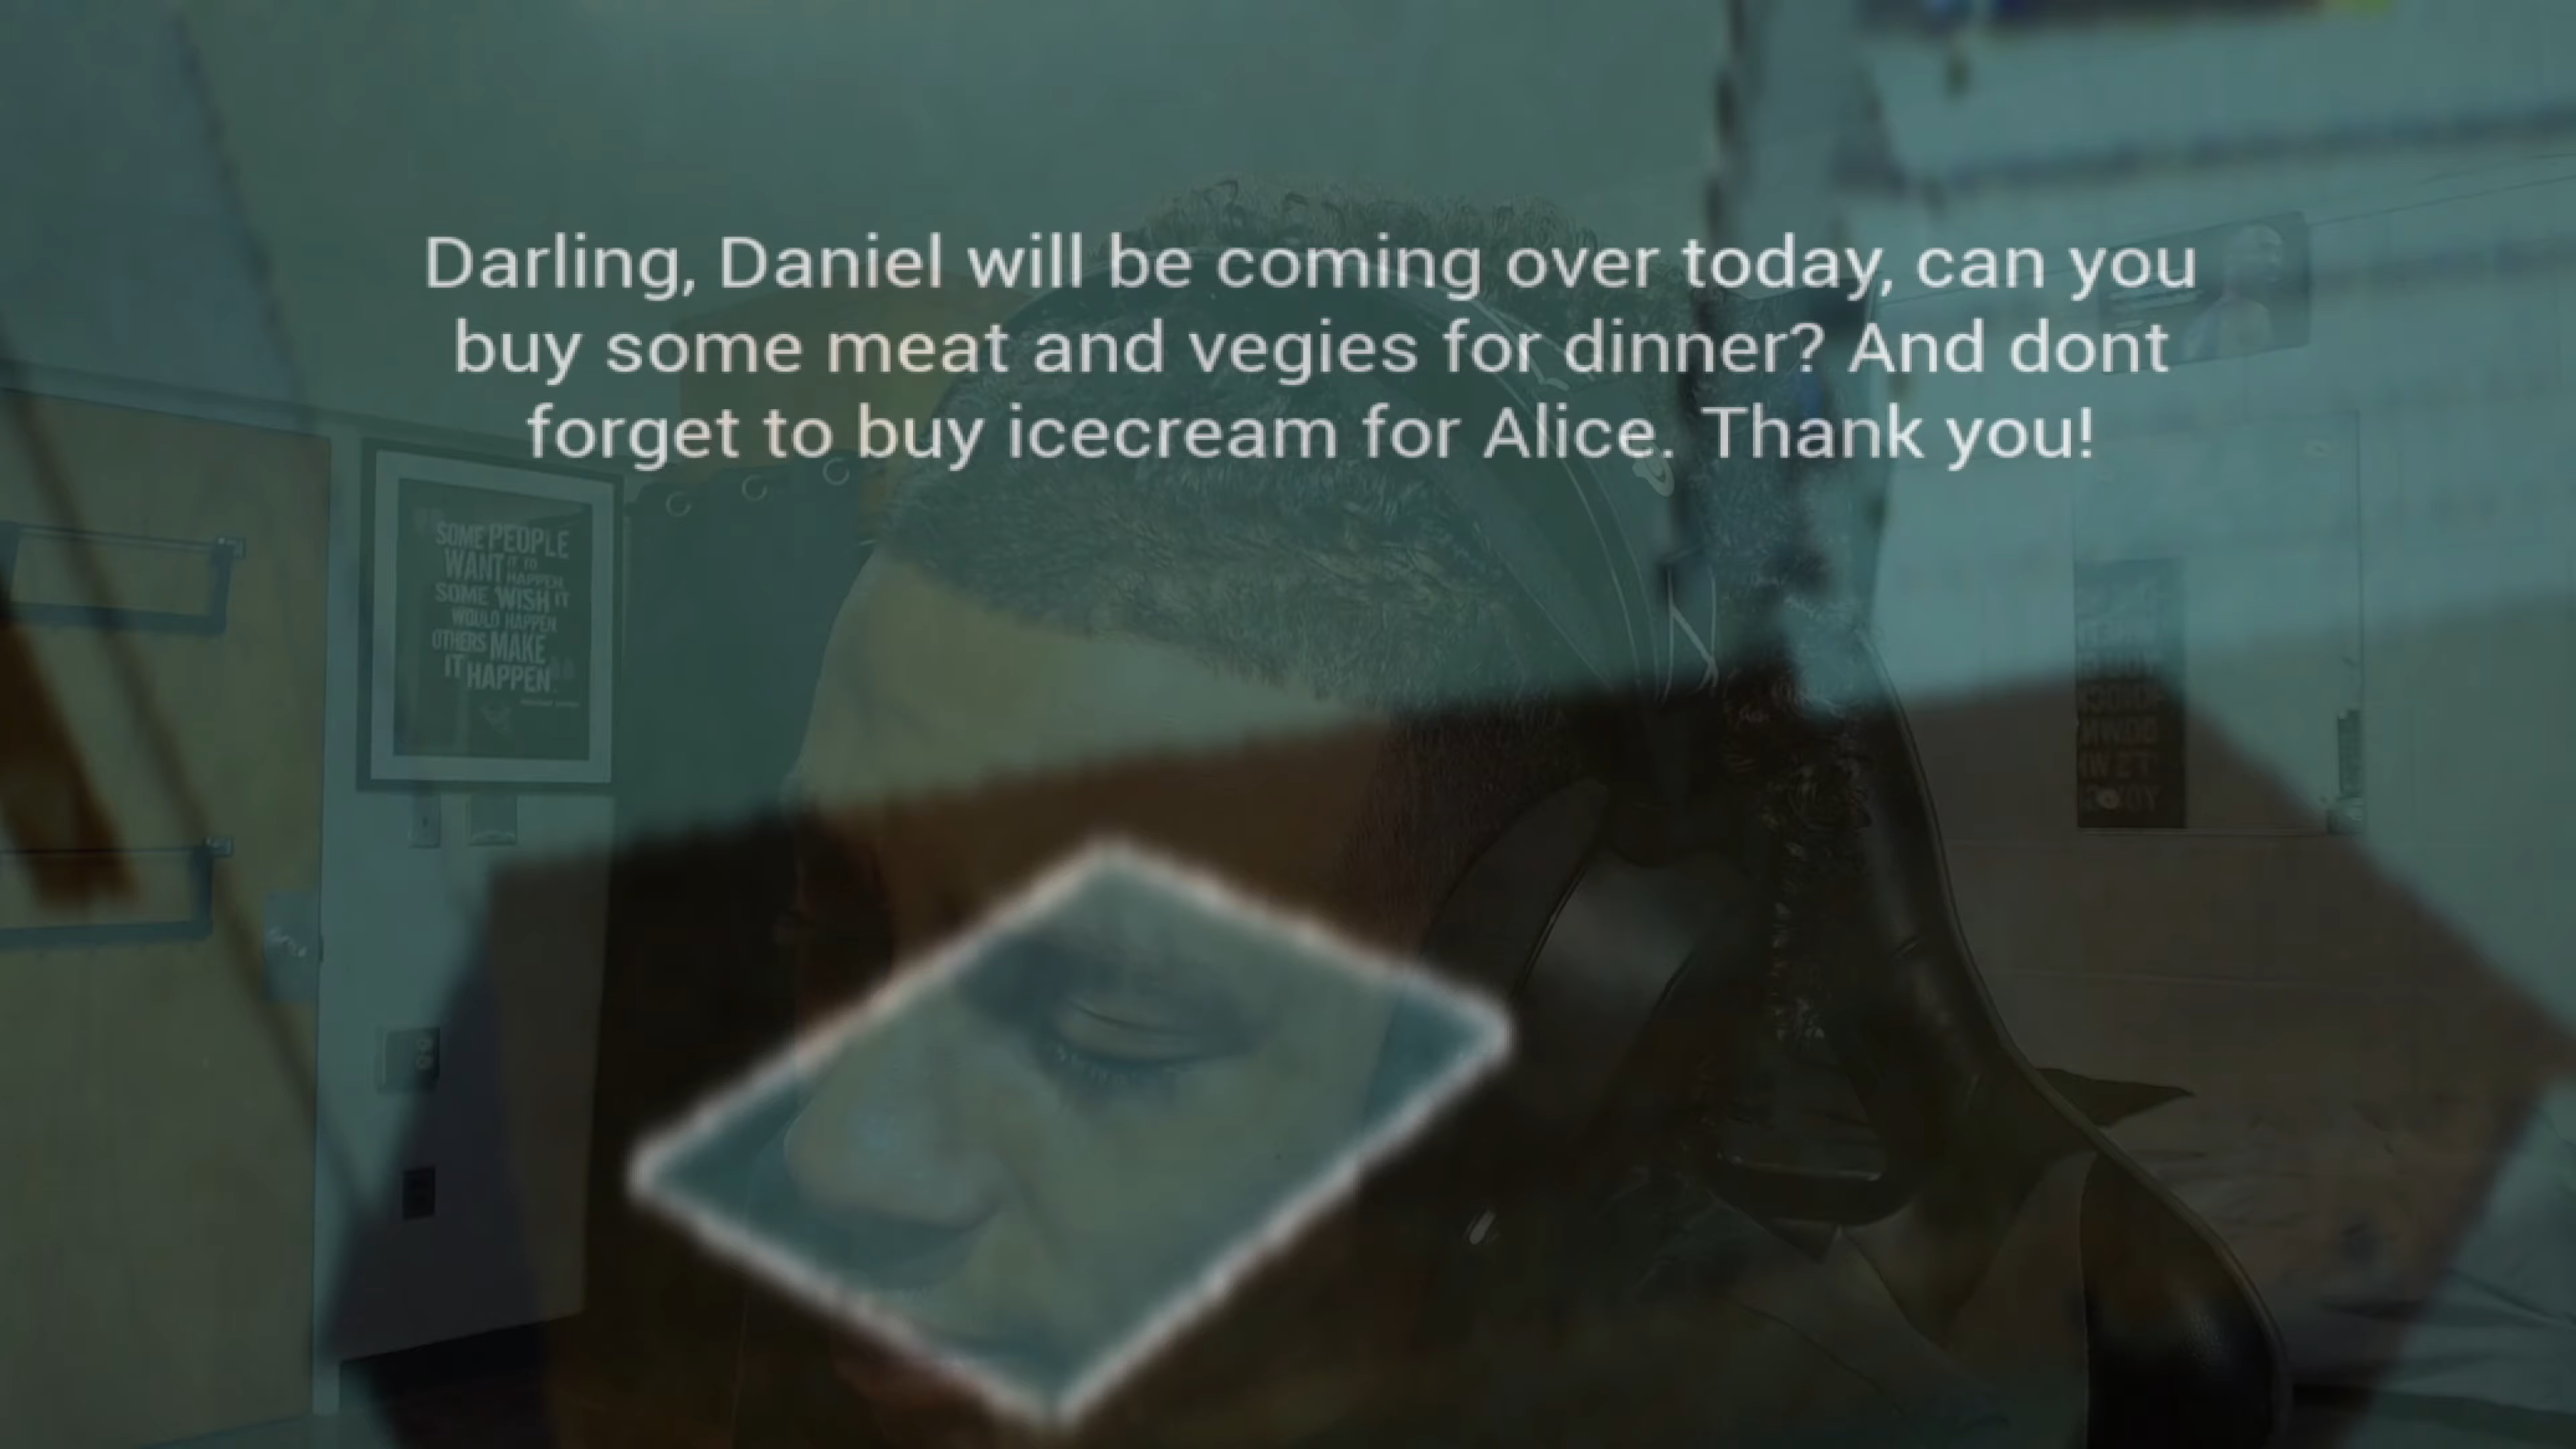 Darling, Daniel will be coming over today, can you
buy some meat and vegies for dinner? And dont
forget to buy icecream for Alice. Thank you!
SOME PEOPLE
WANT IT TO
HAPPEN
SOME WISH IT
WOULD HAPPEN
OTHERS MAKE
IT HAPPEN